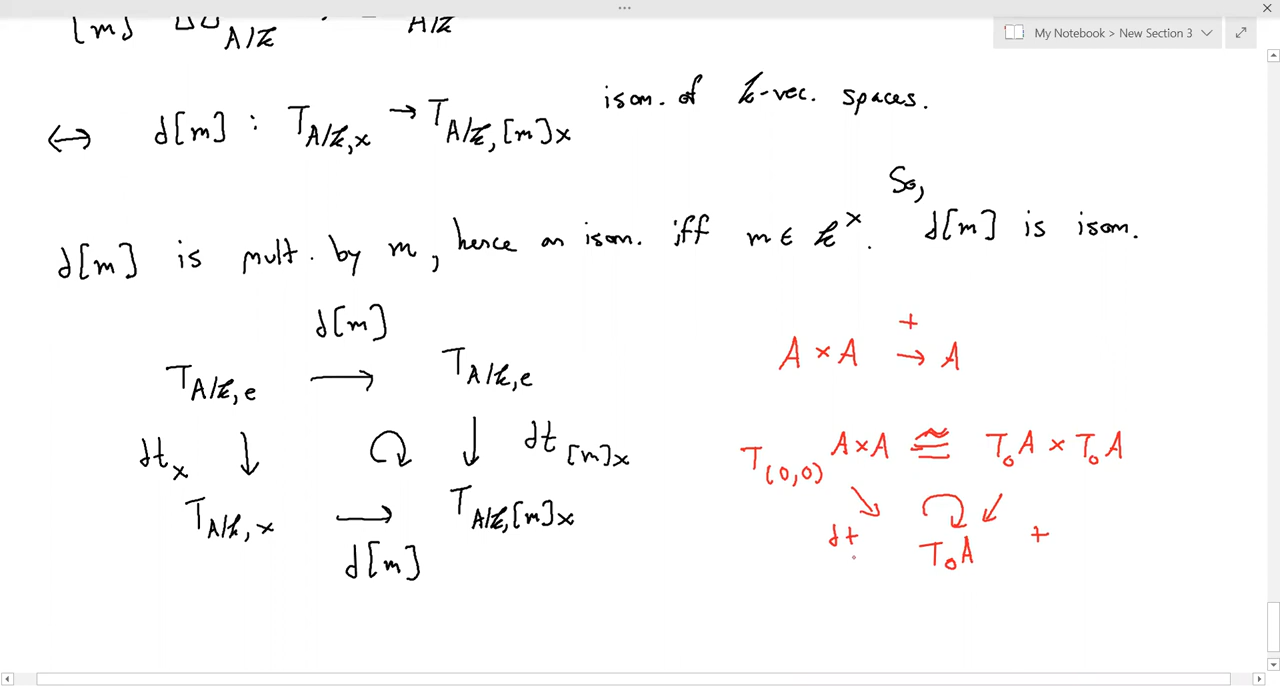 My Notebook > New Section 3
[m] Ω A/k A/k
⟷ d[m] : T_{A/k,x} → T_{A/k,[m]x} isom. of k-vec. spaces.
So,
d[m] is mult. by m, hence an isom. iff m ∈ k^×. d[m] is isom.
d[m]
T_{A/k,e} ⟶ T_{A/k,e}
dt_x ↓ ↻ ↓ dt_{[m]x}
T_{A/k,x} ⟶ T_{A/k,[m]x}
d[m]
+
A × A → A
T_{(0,0)} A×A ≅ T_0A × T_0A
↘ ↻ ↙
d+ T_0A +